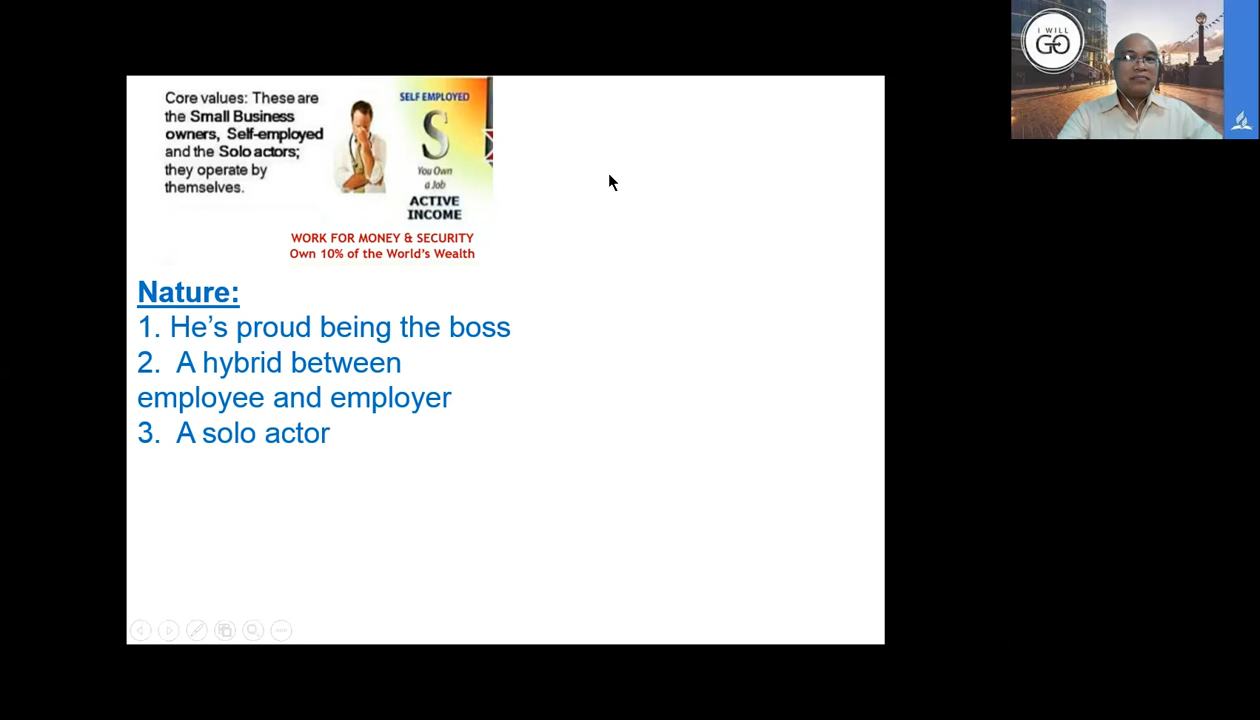 Core values: These are
the Small Business
owners, Self-employed
and the Solo actors;
they operate by
themselves.
SELF EMPLOYED
S
You Own
a Job
ACTIVE
INCOME
WORK FOR MONEY & SECURITY
Own 10% of the World's Wealth
Nature:
1. He's proud being the boss
2. A hybrid between
employee and employer
3. A solo actor
I WILL
GO